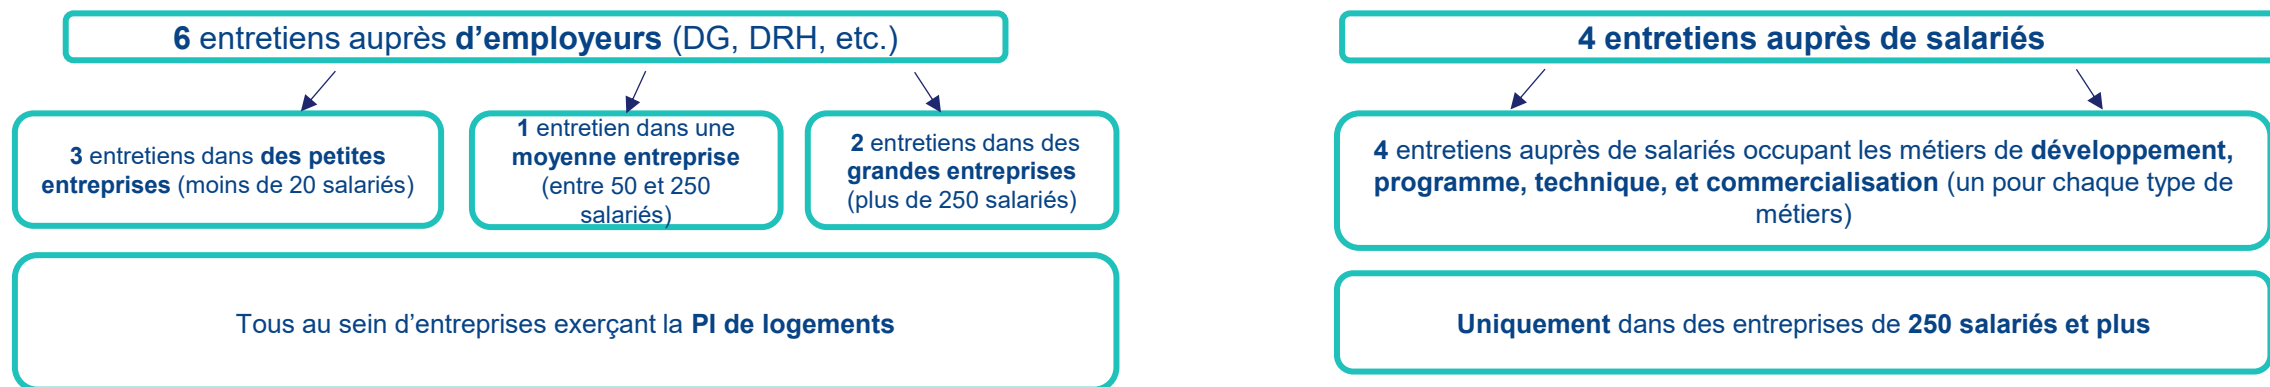 6 entretiens auprès d’employeurs (DG, DRH, etc.)
3 entretiens dans des petites
entreprises (moins de 20 salariés)
1 entretien dans une
moyenne entreprise
(entre 50 et 250
salariés)
2 entretiens dans des
grandes entreprises
(plus de 250 salariés)
Tous au sein d’entreprises exerçant la PI de logements
4 entretiens auprès de salariés
4 entretiens auprès de salariés occupant les métiers de développement,
programme, technique, et commercialisation (un pour chaque type de
métiers)
Uniquement dans des entreprises de 250 salariés et plus